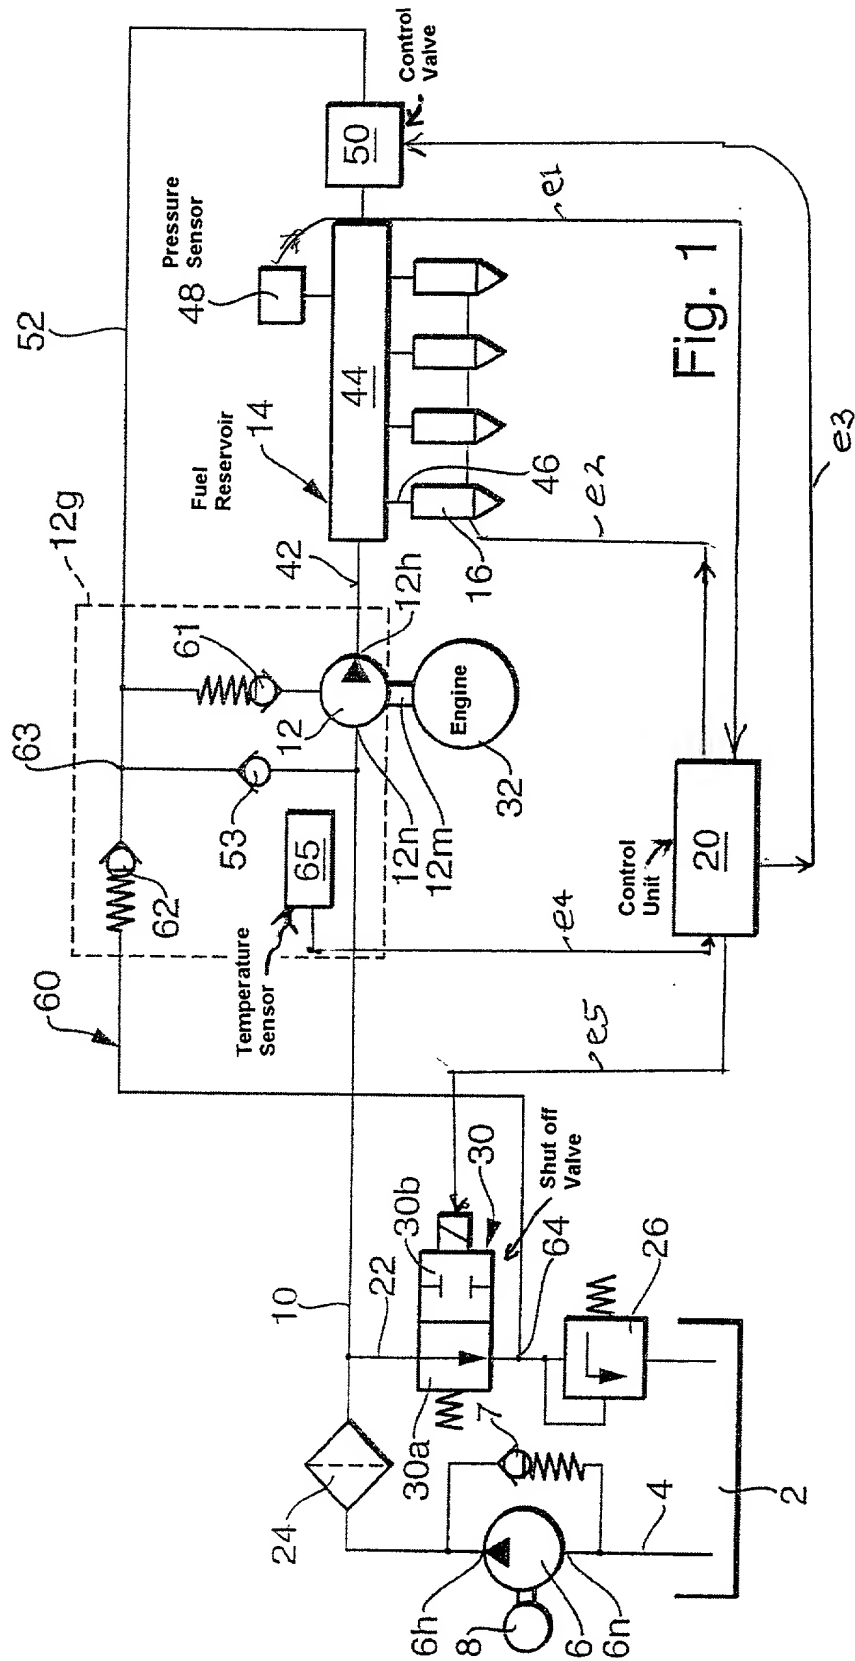 52
12g
63
60
62
53
61
Temperature
Sensor
65
12
12n
12m
12h
42
Engine
32
Fuel
Reservoir
14
44
46
16
48
Pressure
Sensor
50
Control
Valve
e1
e2
e3
e4
e5
Control
Unit
20
10
22
24
30a
30b
30
Shut off
Valve
64
26
7
6h
8
6
6n
4
2
Fig. 1